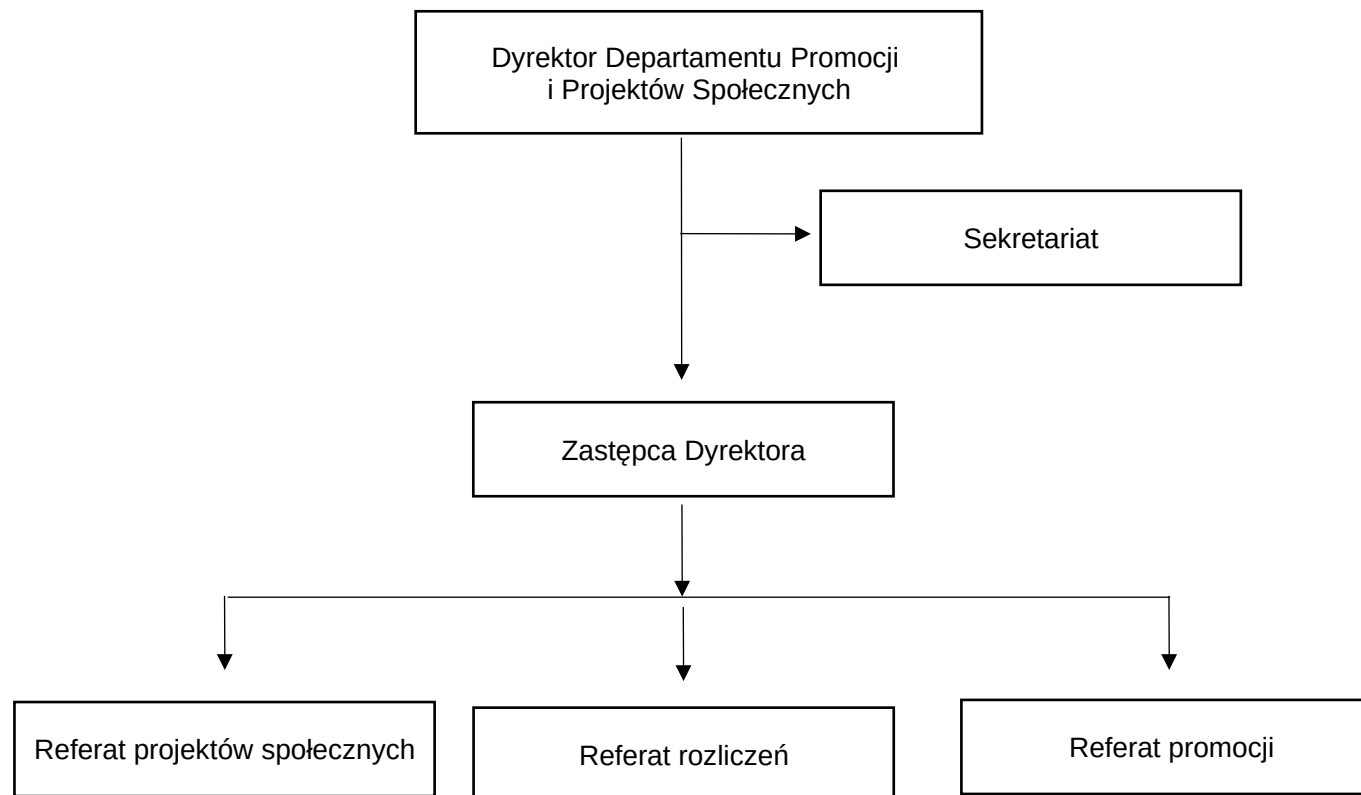 Dyrektor Departamentu Promocji
i Projektów Społecznych
Sekretariat
Zastępca Dyrektora
Referat projektów społecznych
Referat rozliczeń
Referat promocji